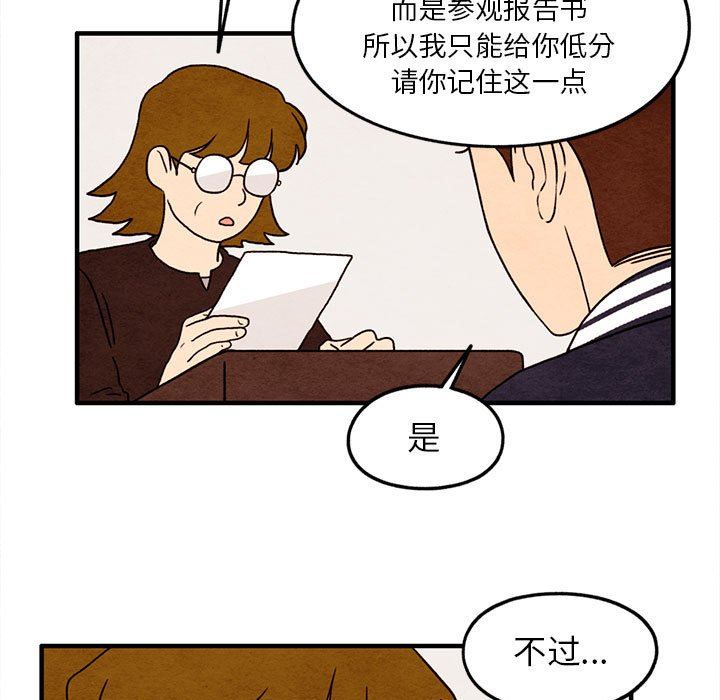 而是参观报告书
所以我只能给你低分
请你记住这一点
是
不过...